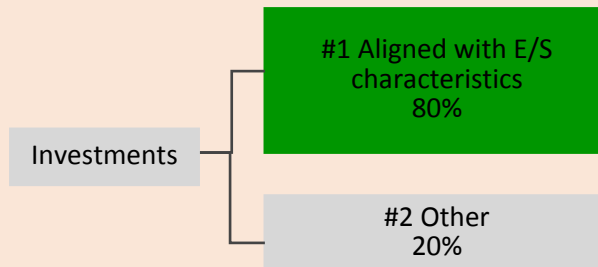 #1 Aligned with E/S
characteristics
80%
Investments
#2 Other
20%